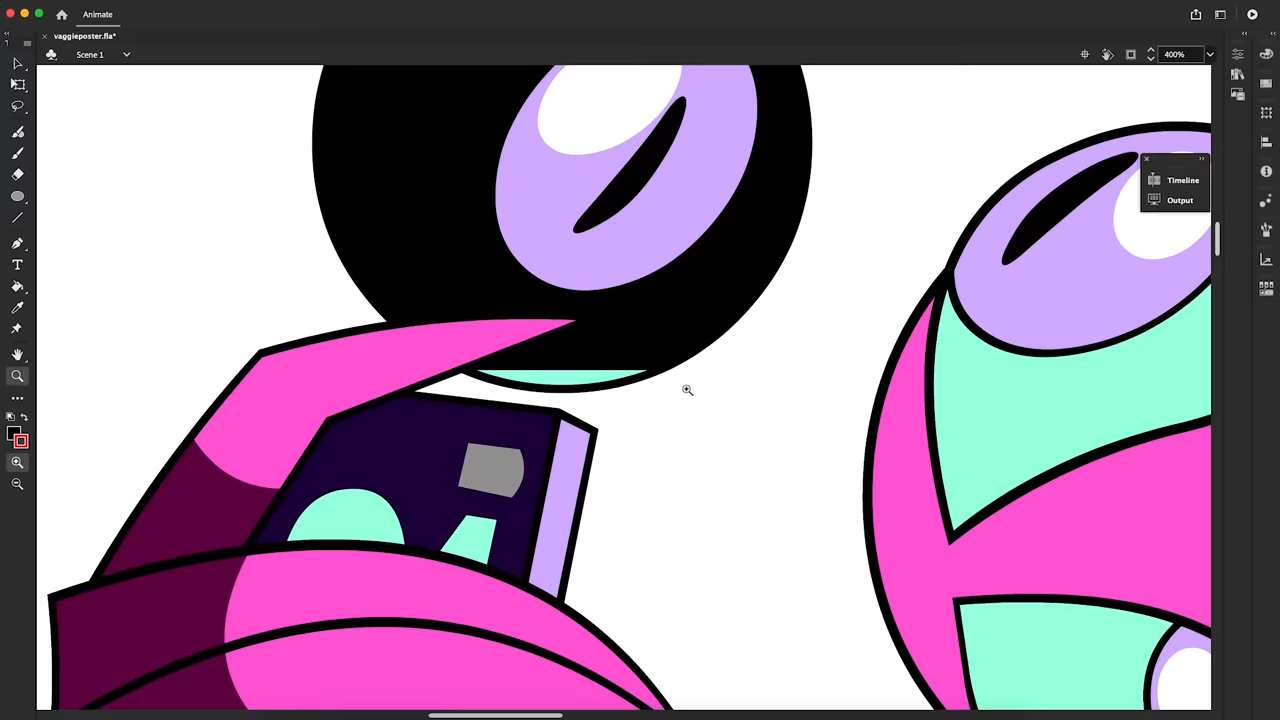 Animate
vaggieposter.fla*
Scene 1
400%
Timeline
Output